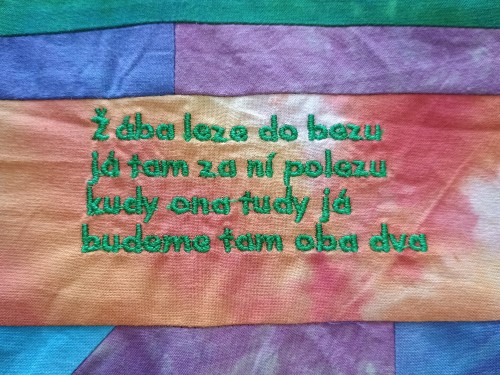 Žába leze do bezu
já tam za ní polezu
kudy ona tudy já
budeme tam oba dva